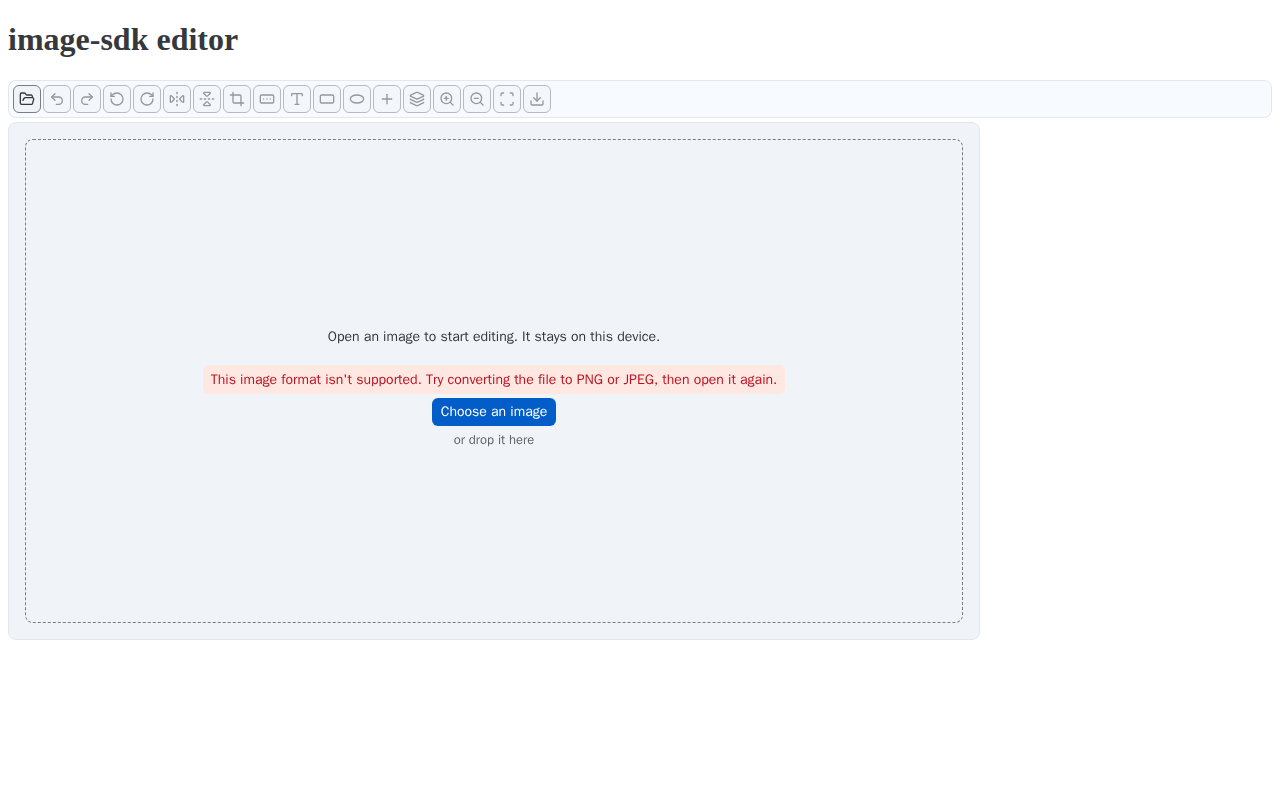 image-sdk editor
Open an image to start editing. It stays on this device.
This image format isn't supported. Try converting the file to PNG or JPEG, then open it again.
Choose an image
or drop it here